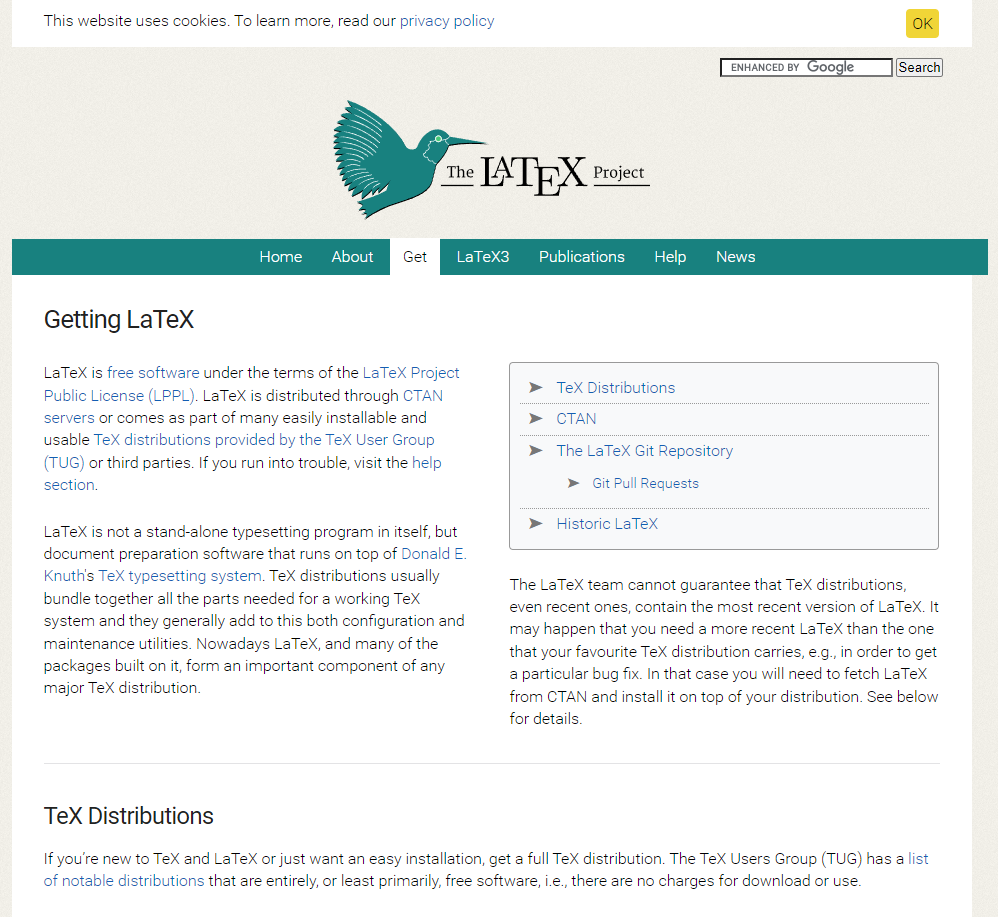 This website uses cookies. To learn more, read our privacy policy
OK
ENHANCED BY Google
Search
The LATEX Project
Home About Get LaTeX3 Publications Help News
Getting LaTeX
LaTeX is free software under the terms of the LaTeX Project
Public License (LPPL). LaTeX is distributed through CTAN
servers or comes as part of many easily installable and
usable TeX distributions provided by the TeX User Group
(TUG) or third parties. If you run into trouble, visit the help
section.
LaTeX is not a stand-alone typesetting program in itself, but
document preparation software that runs on top of Donald E.
Knuth's TeX typesetting system. TeX distributions usually
bundle together all the parts needed for a working TeX
system and they generally add to this both configuration and
maintenance utilities. Nowadays LaTeX, and many of the
packages built on it, form an important component of any
major TeX distribution.
TeX Distributions
CTAN
The LaTeX Git Repository
Git Pull Requests
Historic LaTeX
The LaTeX team cannot guarantee that TeX distributions,
even recent ones, contain the most recent version of LaTeX. It
may happen that you need a more recent LaTeX than the one
that your favourite TeX distribution carries, e.g., in order to get
a particular bug fix. In that case you will need to fetch LaTeX
from CTAN and install it on top of your distribution. See below
for details.
TeX Distributions
If you're new to TeX and LaTeX or just want an easy installation, get a full TeX distribution. The TeX Users Group (TUG) has a list
of notable distributions that are entirely, or least primarily, free software, i.e., there are no charges for download or use.